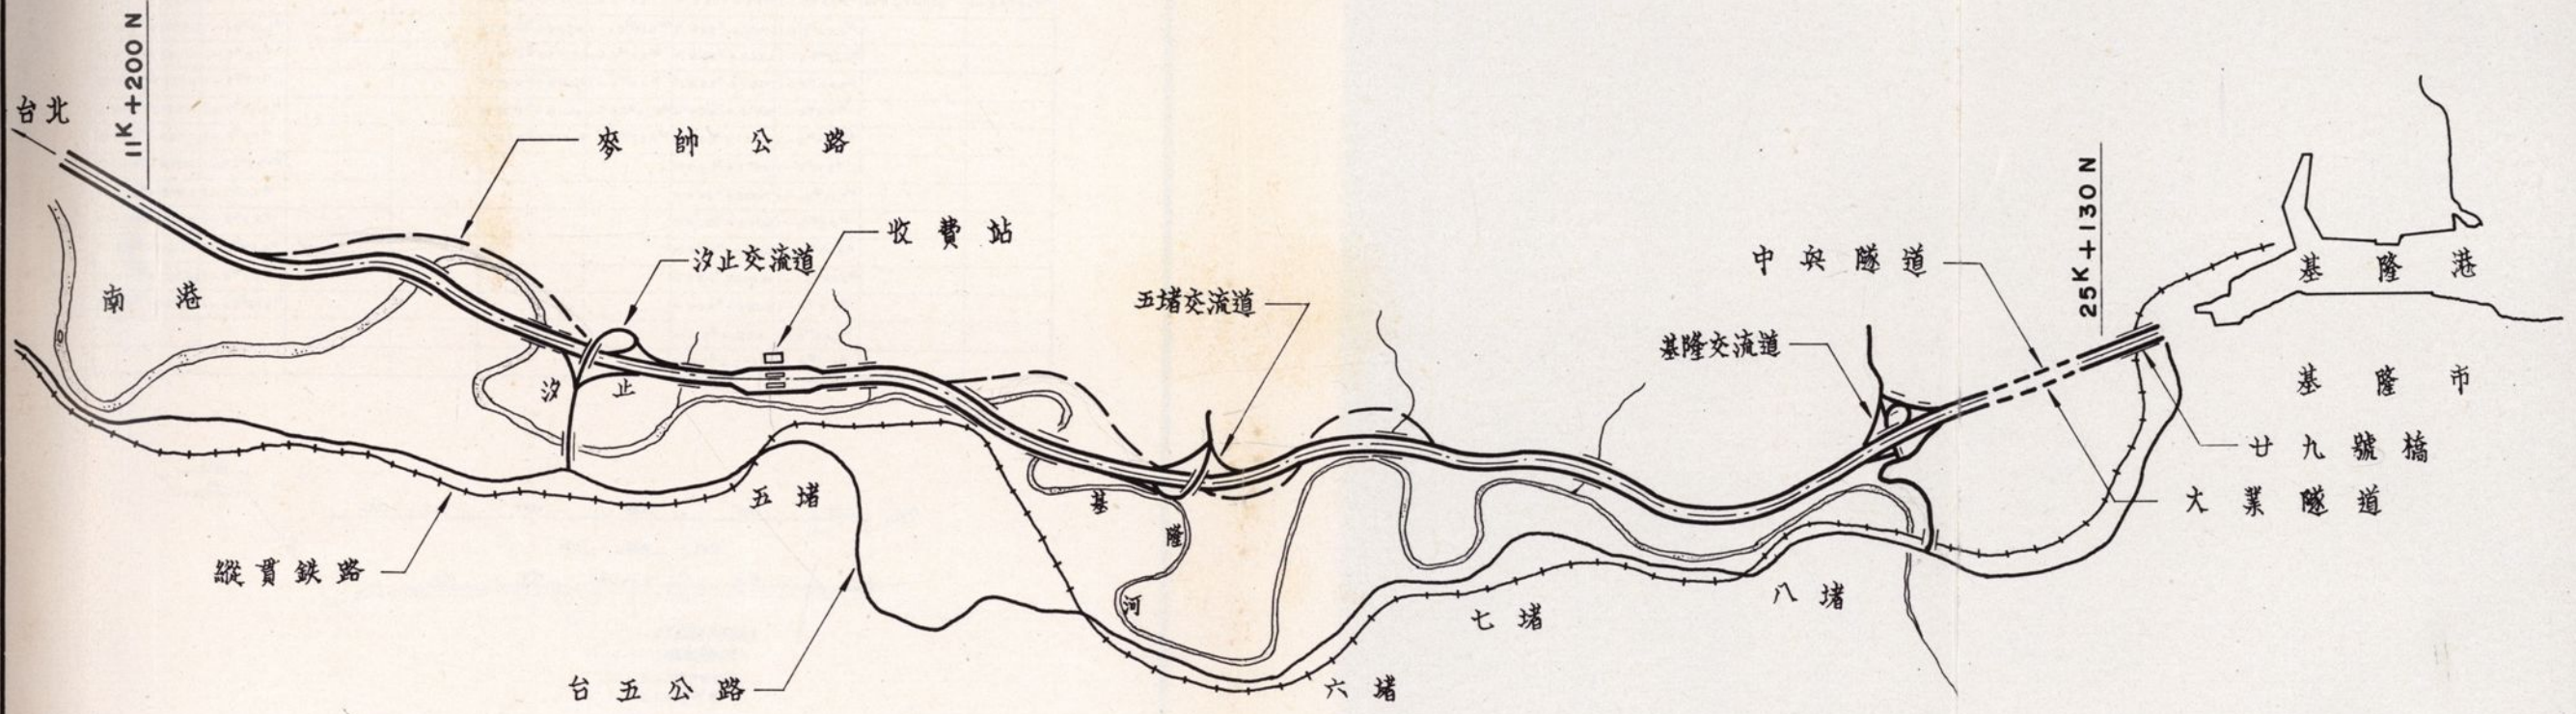 台北
11K+200N
麥帥公路
收費站
汐止交流道
南港
汐止
五堵交流道
中央隧道
25K+130N
基隆港
基隆交流道
基隆市
廿九號橋
大業隧道
五堵
基隆河
縱貫鉄路
八堵
七堵
台五公路
六堵